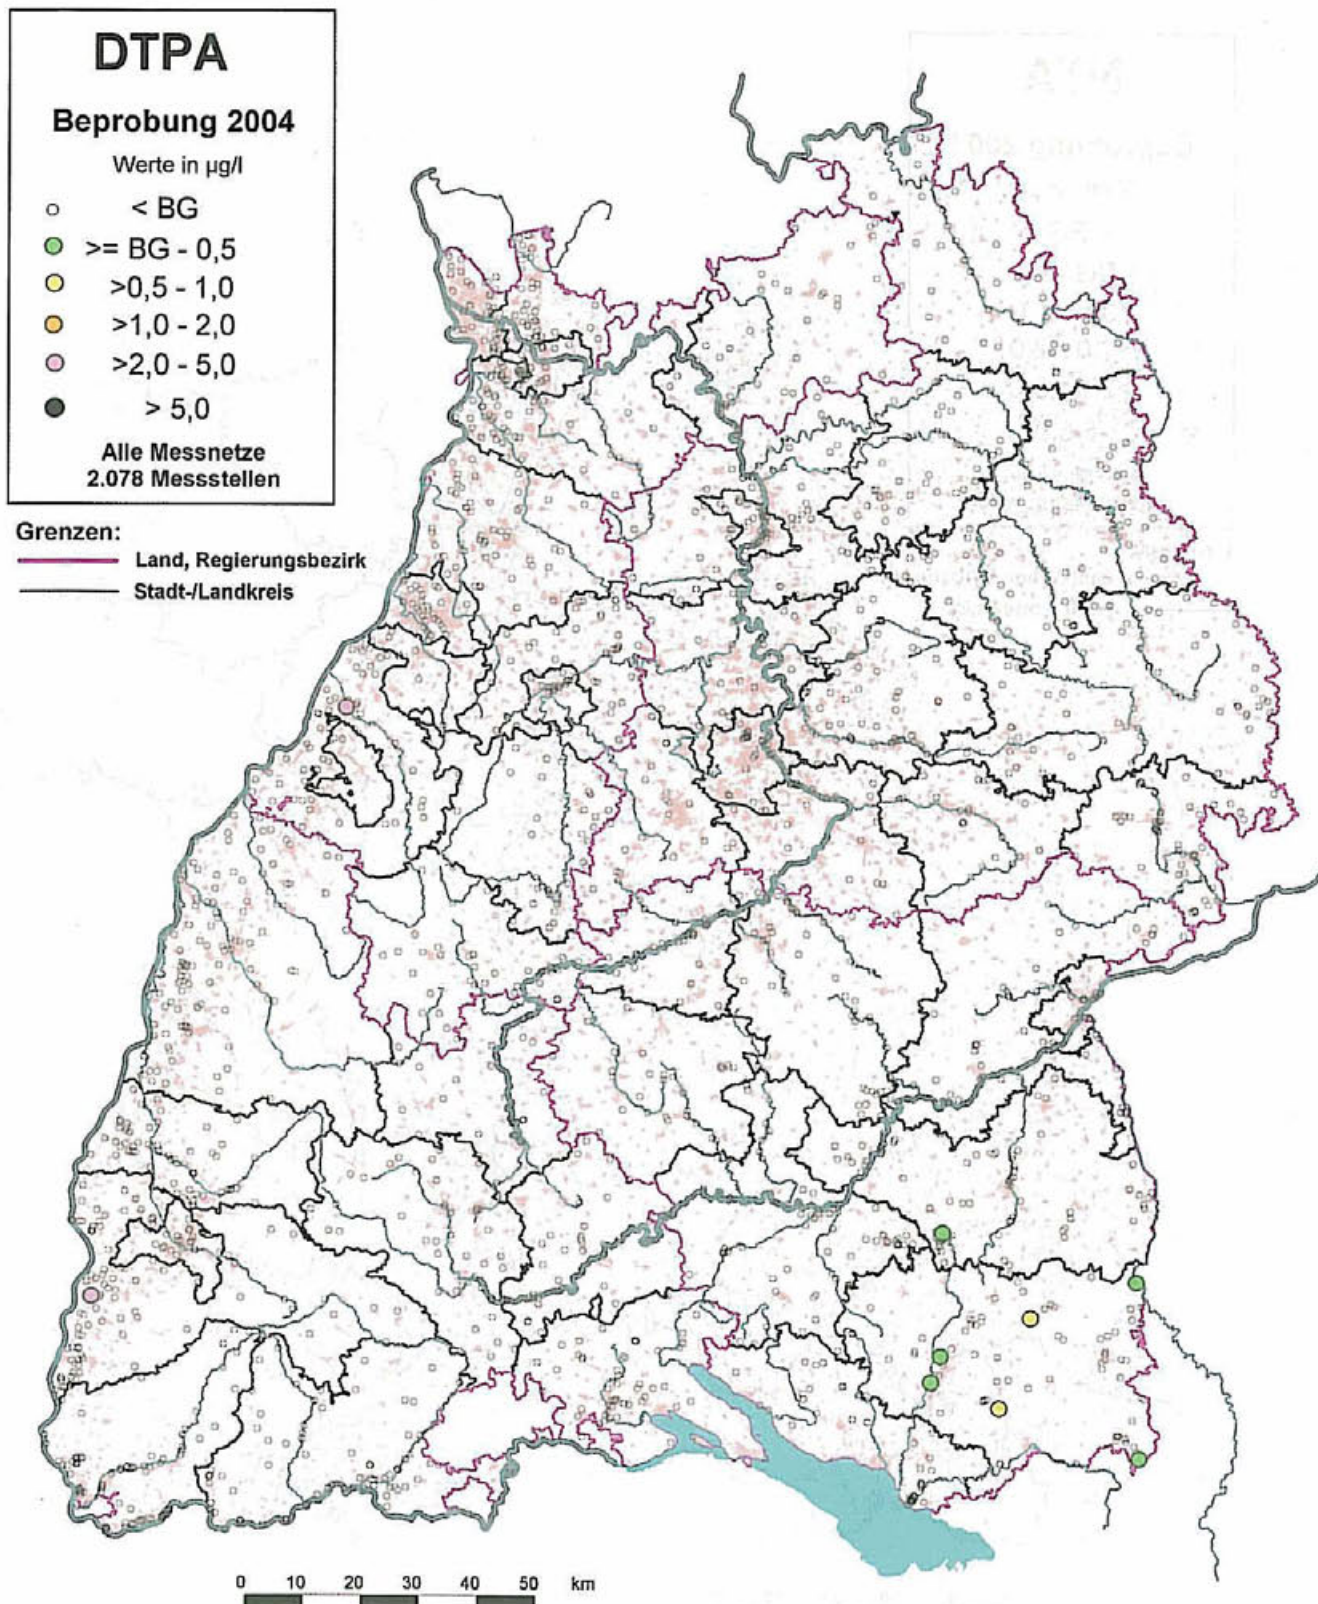 DTPA
Beprobung 2004
Werte in µg/l
< BG
>= BG - 0,5
>0,5 - 1,0
>1,0 - 2,0
>2,0 - 5,0
> 5,0
Alle Messnetze
2.078 Messstellen
Grenzen:
Land, Regierungsbezirk
Stadt-/Landkreis
0 10 20 30 40 50 km